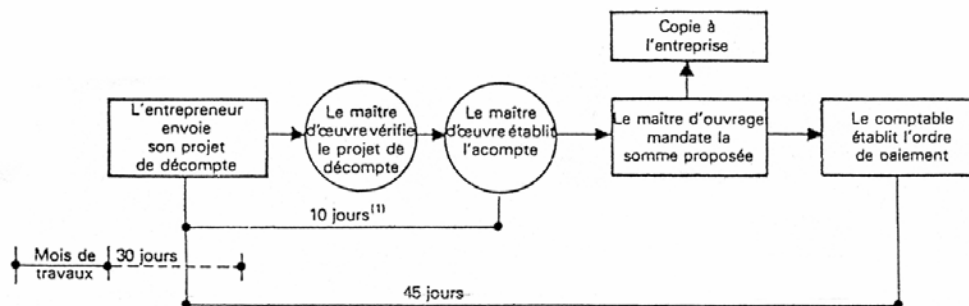 Copie à
l'entreprise
L'entrepreneur
envoie
son projet
de décompte
Le maître
d'œuvre vérifie
le projet de
décompte
Le maître
d'œuvre établit
l'acompte
Le maître d'ouvrage
mandate la
somme proposée
Le comptable
établit l'ordre
de oaiement
10 jours(1)
Mois de
travaux
30 jours
45 jours